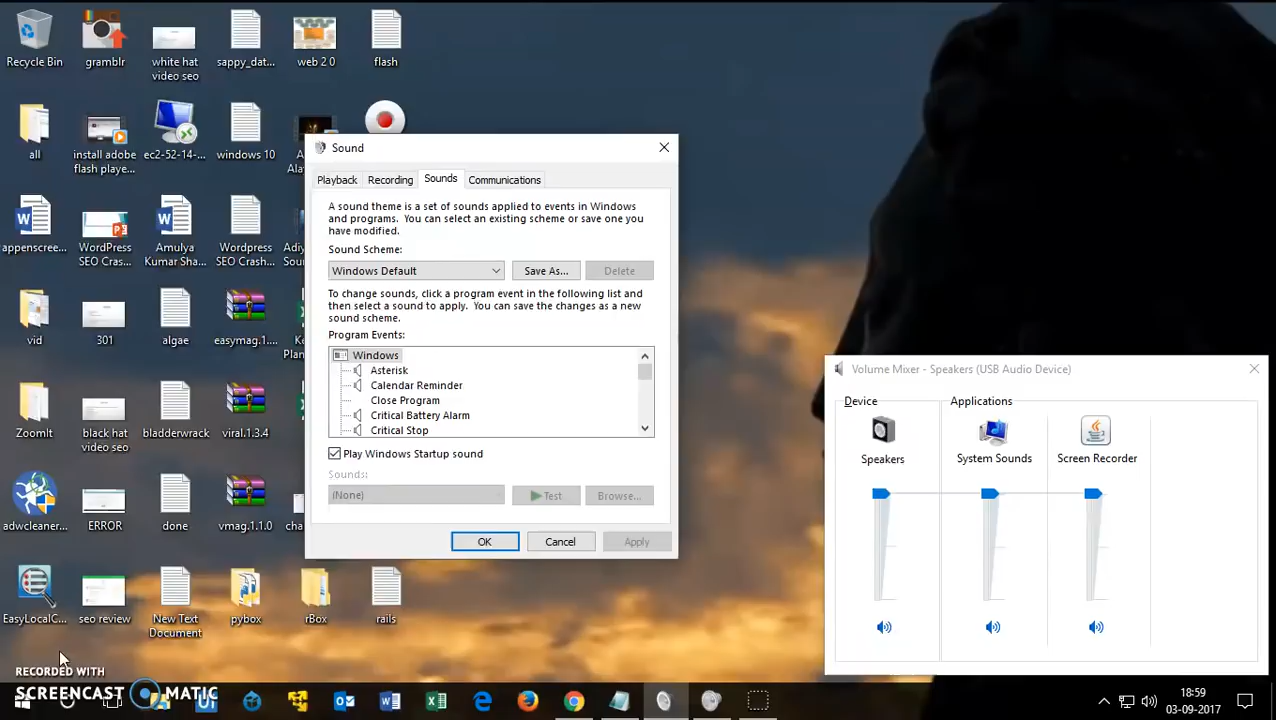 Recycle Bin
gramblr
white hat
video seo
sappy_dat...
web 2 0
flash
all
install adobe
flash playe...
ec2-52-14-...
windows 10
appenscreen...
WordPress
SEO Cras...
Amulya
Kumar Sha...
Wordpress
SEO Crash...
vid
301
algae
easymag.1....
ZoomIt
black hat
video seo
bladderwrack
viral.1.3.4
adwcleaner...
ERROR
done
vmag.1.1.0
EasyLocalC...
seo review
New Text
Document
pybox
rBox
rails
Sound
Playback
Recording
Sounds
Communications
A sound theme is a set of sounds applied to events in Windows
and programs. You can select an existing scheme or save one you
have modified.
Sound Scheme:
Windows Default
Save As...
Delete
To change sounds, click a program event in the following list and
then select a sound to apply. You can save the changes as a new
sound scheme.
Program Events:
Windows
Asterisk
Calendar Reminder
Close Program
Critical Battery Alarm
Critical Stop
Play Windows Startup sound
Sounds:
(None)
Test
Browse...
OK
Cancel
Apply
Volume Mixer - Speakers (USB Audio Device)
Device
Applications
Speakers
System Sounds
Screen Recorder
RECORDED WITH
SCREENCAST MATIC
18:59
03-09-2017